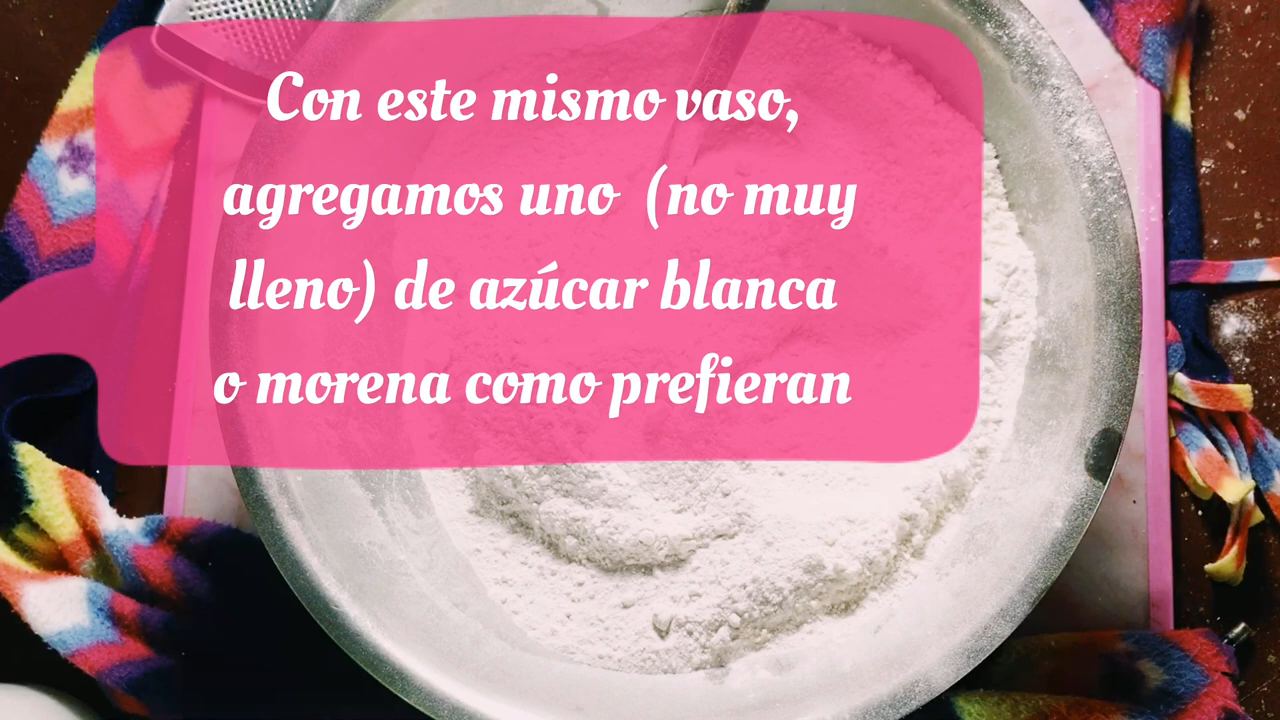 Con este mismo vaso,
agregamos uno (no muy
lleno) de azúcar blanca
o morena como prefieran